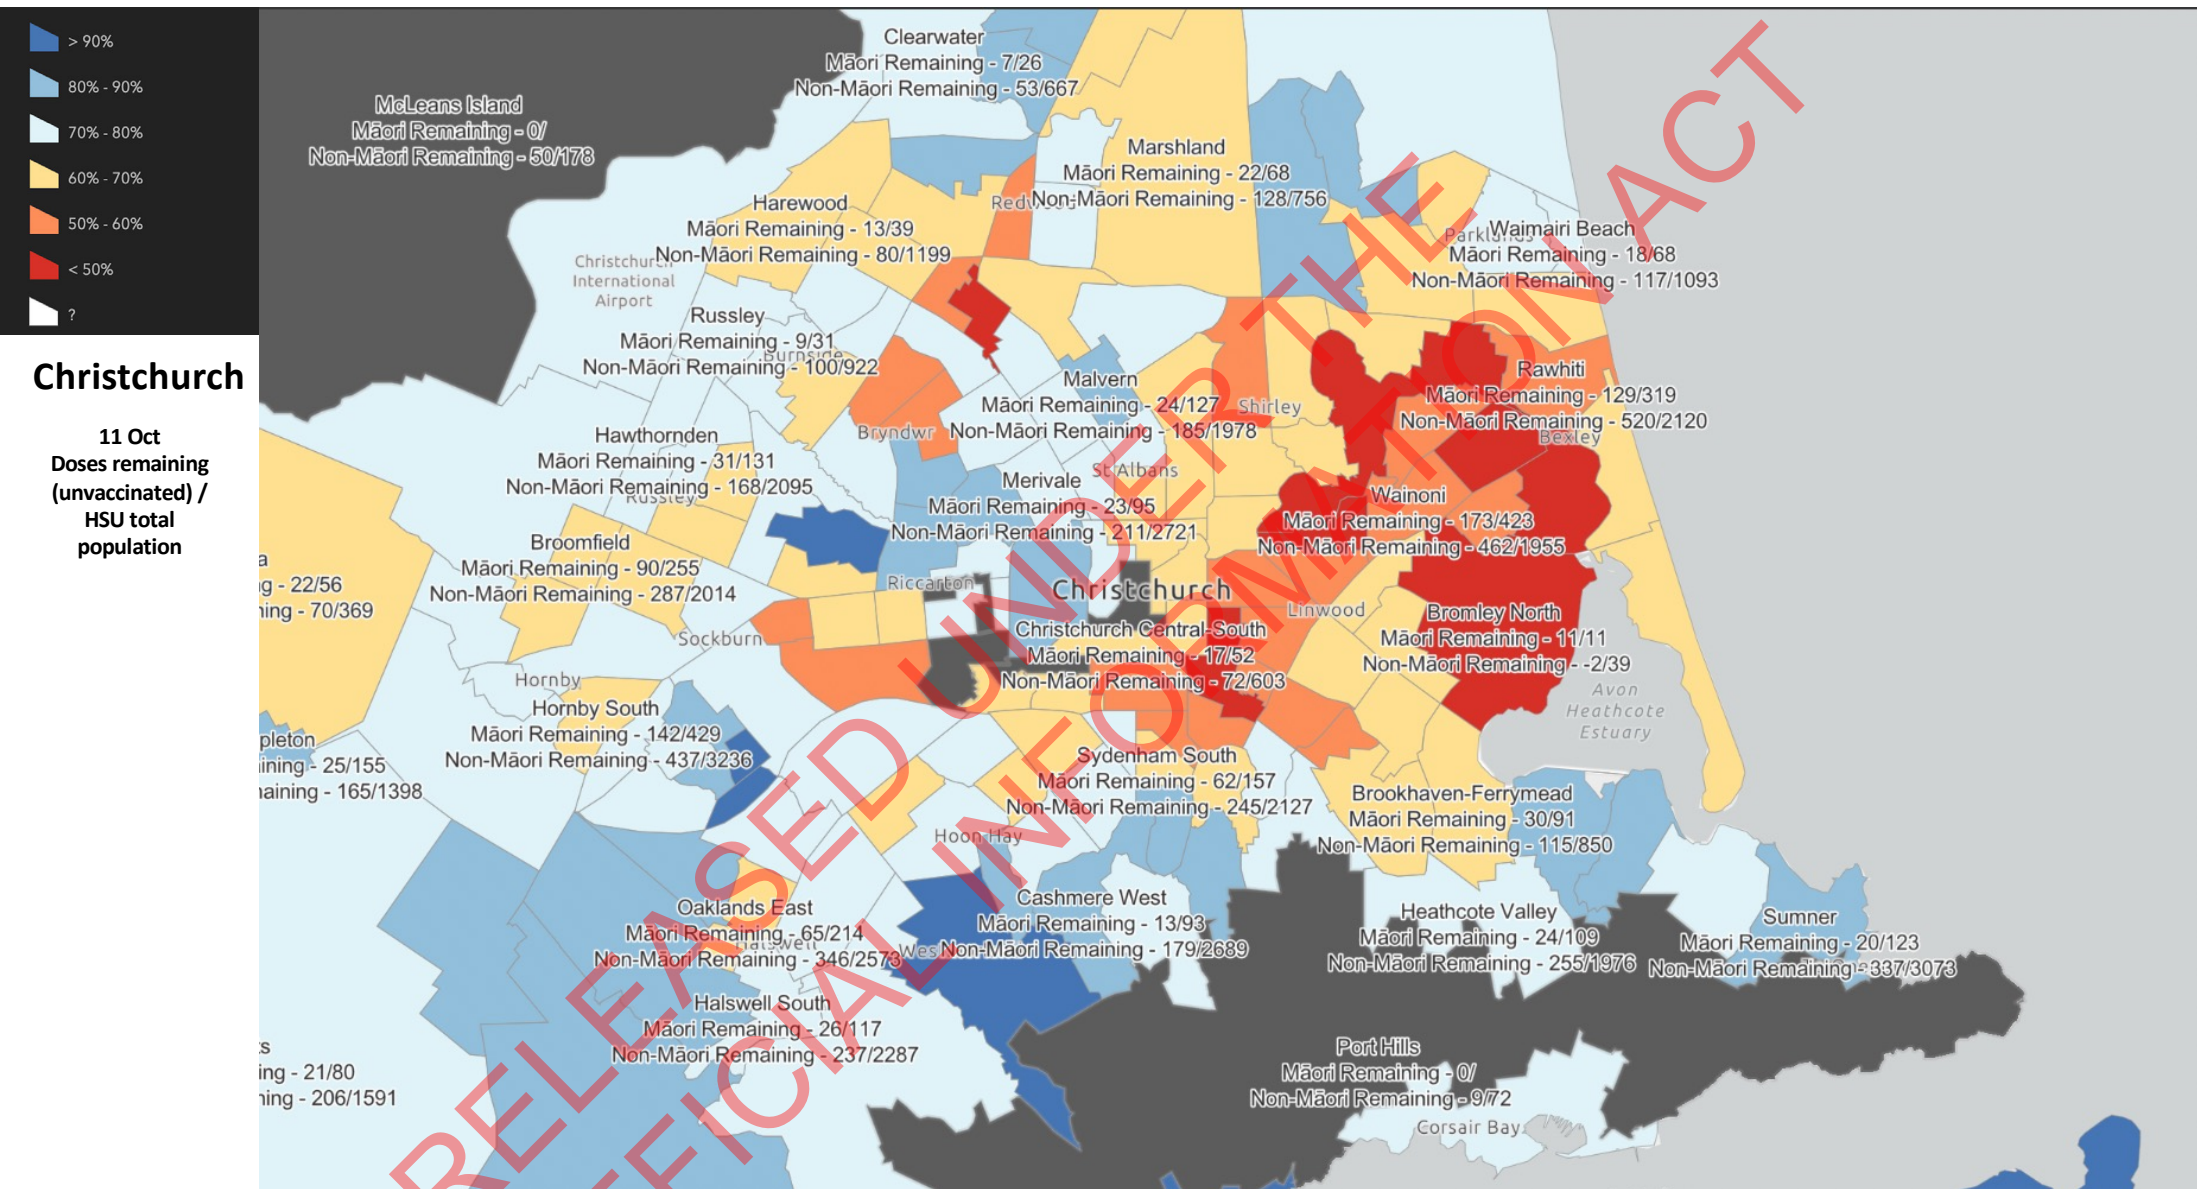 > 90%
80% - 90%
70% - 80%
60% - 70%
50% - 60%
< 50%
?
Christchurch
11 Oct
Doses remaining
(unvaccinated) /
HSU total
population
McLeans Island
Māori Remaining - 0/
Non-Māori Remaining - 50/178
Clearwater
Māori Remaining - 7/26
Non-Māori Remaining - 53/667
Marshland
Māori Remaining - 22/68
Non-Māori Remaining - 128/756
Harewood
Māori Remaining - 13/39
Non-Māori Remaining - 80/1199
Christchurch
International
Airport
Waimairi Beach
Māori Remaining - 18/68
Non-Māori Remaining - 117/1093
Parklands
Russley
Māori Remaining - 9/31
Non-Māori Remaining - 100/922
Burnside
Malvern
Māori Remaining - 24/127
Non-Māori Remaining - 185/1978
Shirley
Bryndwr
Rawhiti
Māori Remaining - 129/319
Non-Māori Remaining - 520/2120
Bexley
Hawthornden
Māori Remaining - 31/131
Non-Māori Remaining - 168/2095
Russley
St Albans
Merivale
Māori Remaining - 23/95
Non-Māori Remaining - 211/2721
Wainoni
Māori Remaining - 173/423
Non-Māori Remaining - 462/1955
Broomfield
Māori Remaining - 90/255
Non-Māori Remaining - 287/2014
a
g - 22/56
ning - 70/369
Riccarton
Christchurch
Linwood
Sockburn
Christchurch Central-South
Māori Remaining - 17/52
Non-Māori Remaining - 72/603
Bromley North
Māori Remaining - 11/11
Non-Māori Remaining - -2/39
Avon
Heathcote
Estuary
Hornby
Hornby South
Māori Remaining - 142/429
Non-Māori Remaining - 437/3236
pleton
ining - 25/155
naining - 165/1398
Sydenham South
Māori Remaining - 62/157
Non-Māori Remaining - 245/2127
Brookhaven-Ferrymead
Māori Remaining - 30/91
Non-Māori Remaining - 115/850
Hoon Hay
Oaklands East
Māori Remaining - 65/214
Non-Māori Remaining - 346/2573
Halswell
Cashmere West
Māori Remaining - 13/93
Non-Māori Remaining - 179/2689
Wes
Heathcote Valley
Māori Remaining - 24/109
Non-Māori Remaining - 255/1976
Sumner
Māori Remaining - 20/123
Non-Māori Remaining - 337/3073
Halswell South
Māori Remaining - 26/117
Non-Māori Remaining - 237/2287
s
ing - 21/80
ning - 206/1591
Port Hills
Māori Remaining - 0/
Non-Māori Remaining - 9/72
Corsair Bay
RELEASED UNDER THE
OFFICIAL INFORMATION ACT